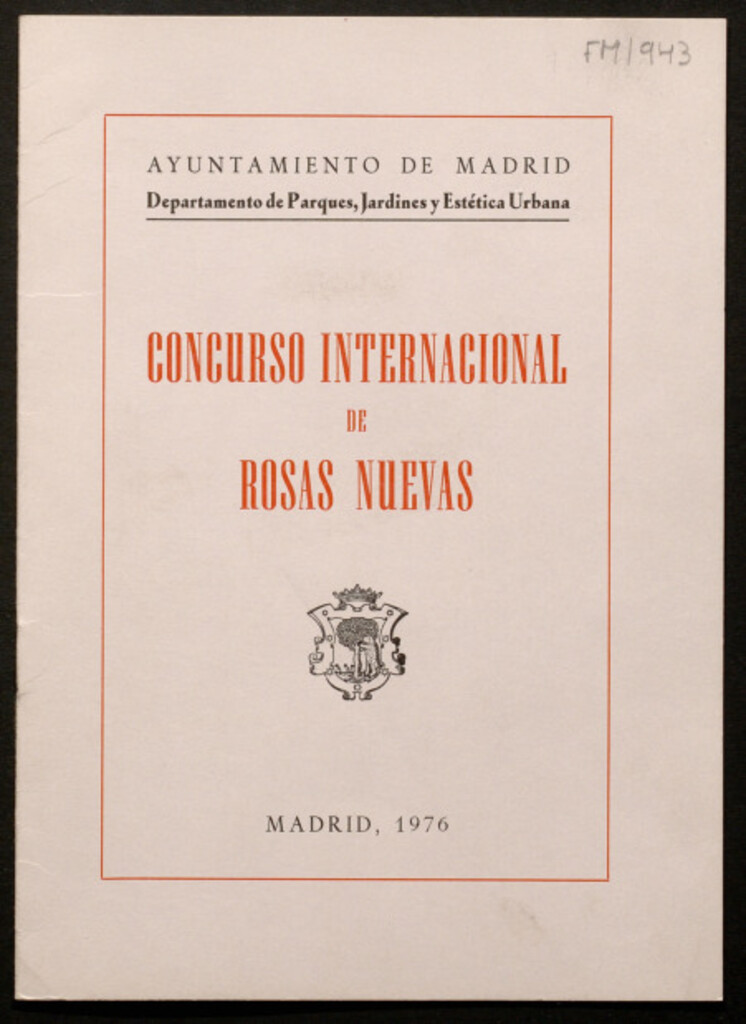 FM/943
AYUNTAMIENTO DE MADRID
Departamento de Parques, Jardines y Estética Urbana
CONCURSO INTERNACIONAL
DE
ROSAS NUEVAS
MADRID, 1976